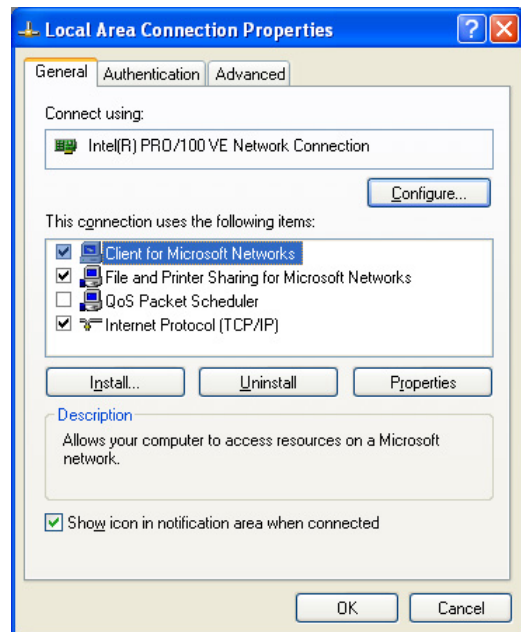 Local Area Connection Properties
General Authentication Advanced
Connect using:
Intel(R) PRO/100 VE Network Connection
Configure...
This connection uses the following items:
Client for Microsoft Networks
File and Printer Sharing for Microsoft Networks
QoS Packet Scheduler
Internet Protocol (TCP/IP)
Install... Uninstall Properties
Description
Allows your computer to access resources on a Microsoft
network.
Show icon in notification area when connected
OK Cancel